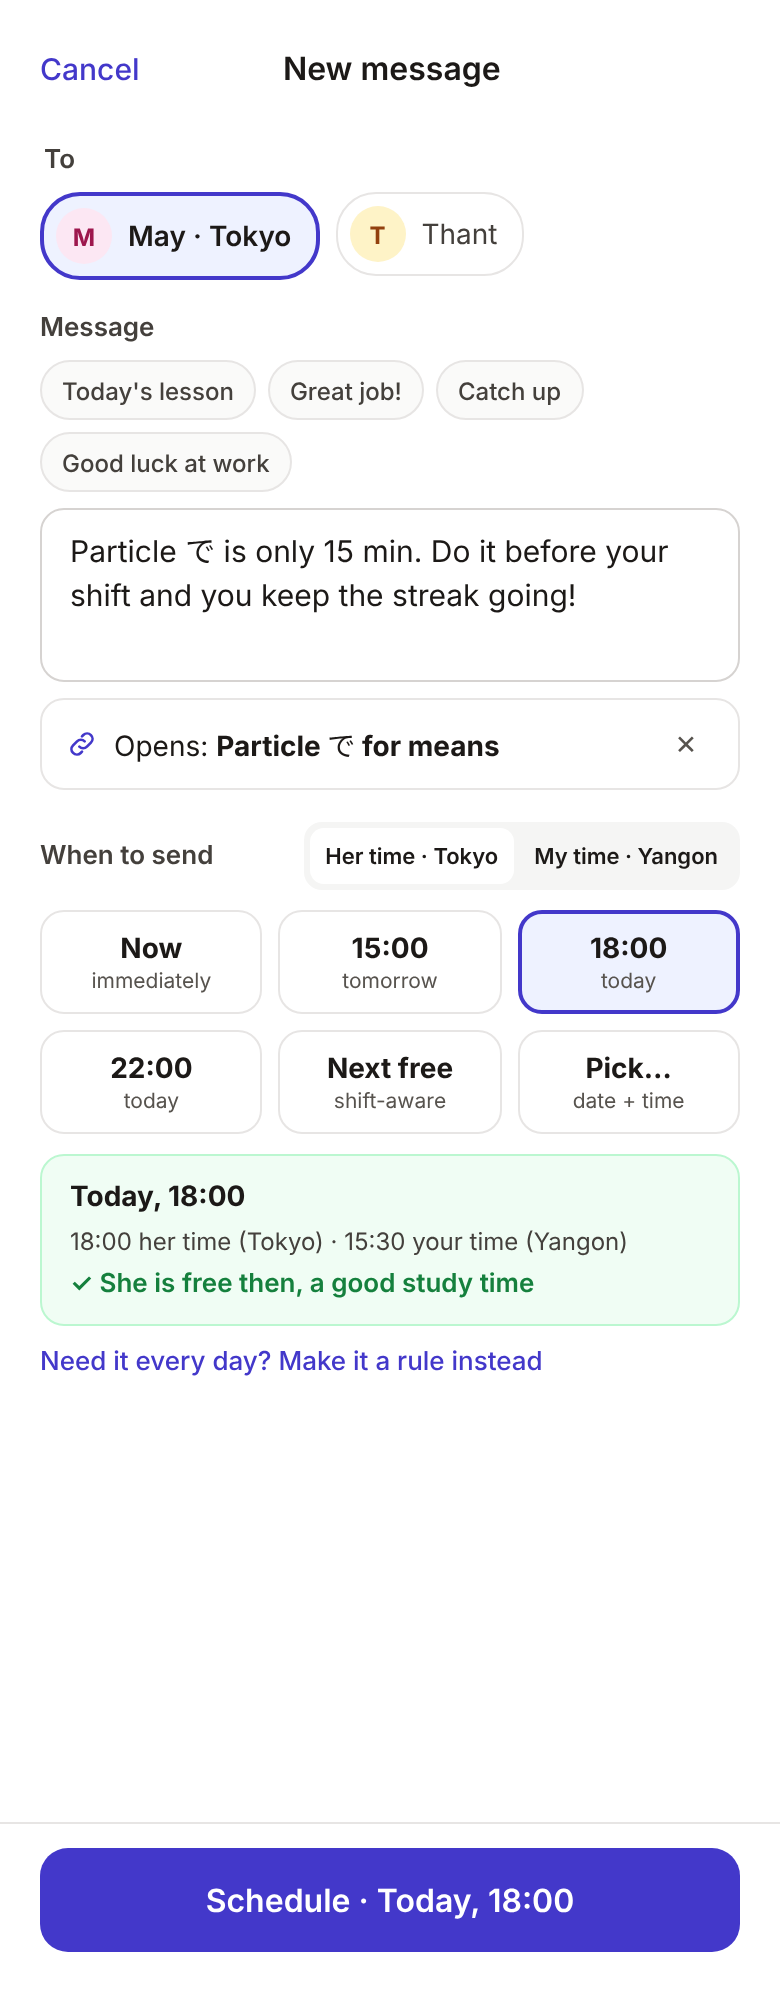 Cancel
New message
To
M
May · Tokyo
T
Thant
Message
Today's lesson
Great job!
Catch up
Good luck at work
Particle で is only 15 min. Do it before your
shift and you keep the streak going!
Opens: Particle で for means
×
When to send
Her time · Tokyo
My time · Yangon
Now
immediately
15:00
tomorrow
18:00
today
22:00
today
Next free
shift-aware
Pick...
date + time
Today, 18:00
18:00 her time (Tokyo) · 15:30 your time (Yangon)
✓ She is free then, a good study time
Need it every day? Make it a rule instead
Schedule · Today, 18:00